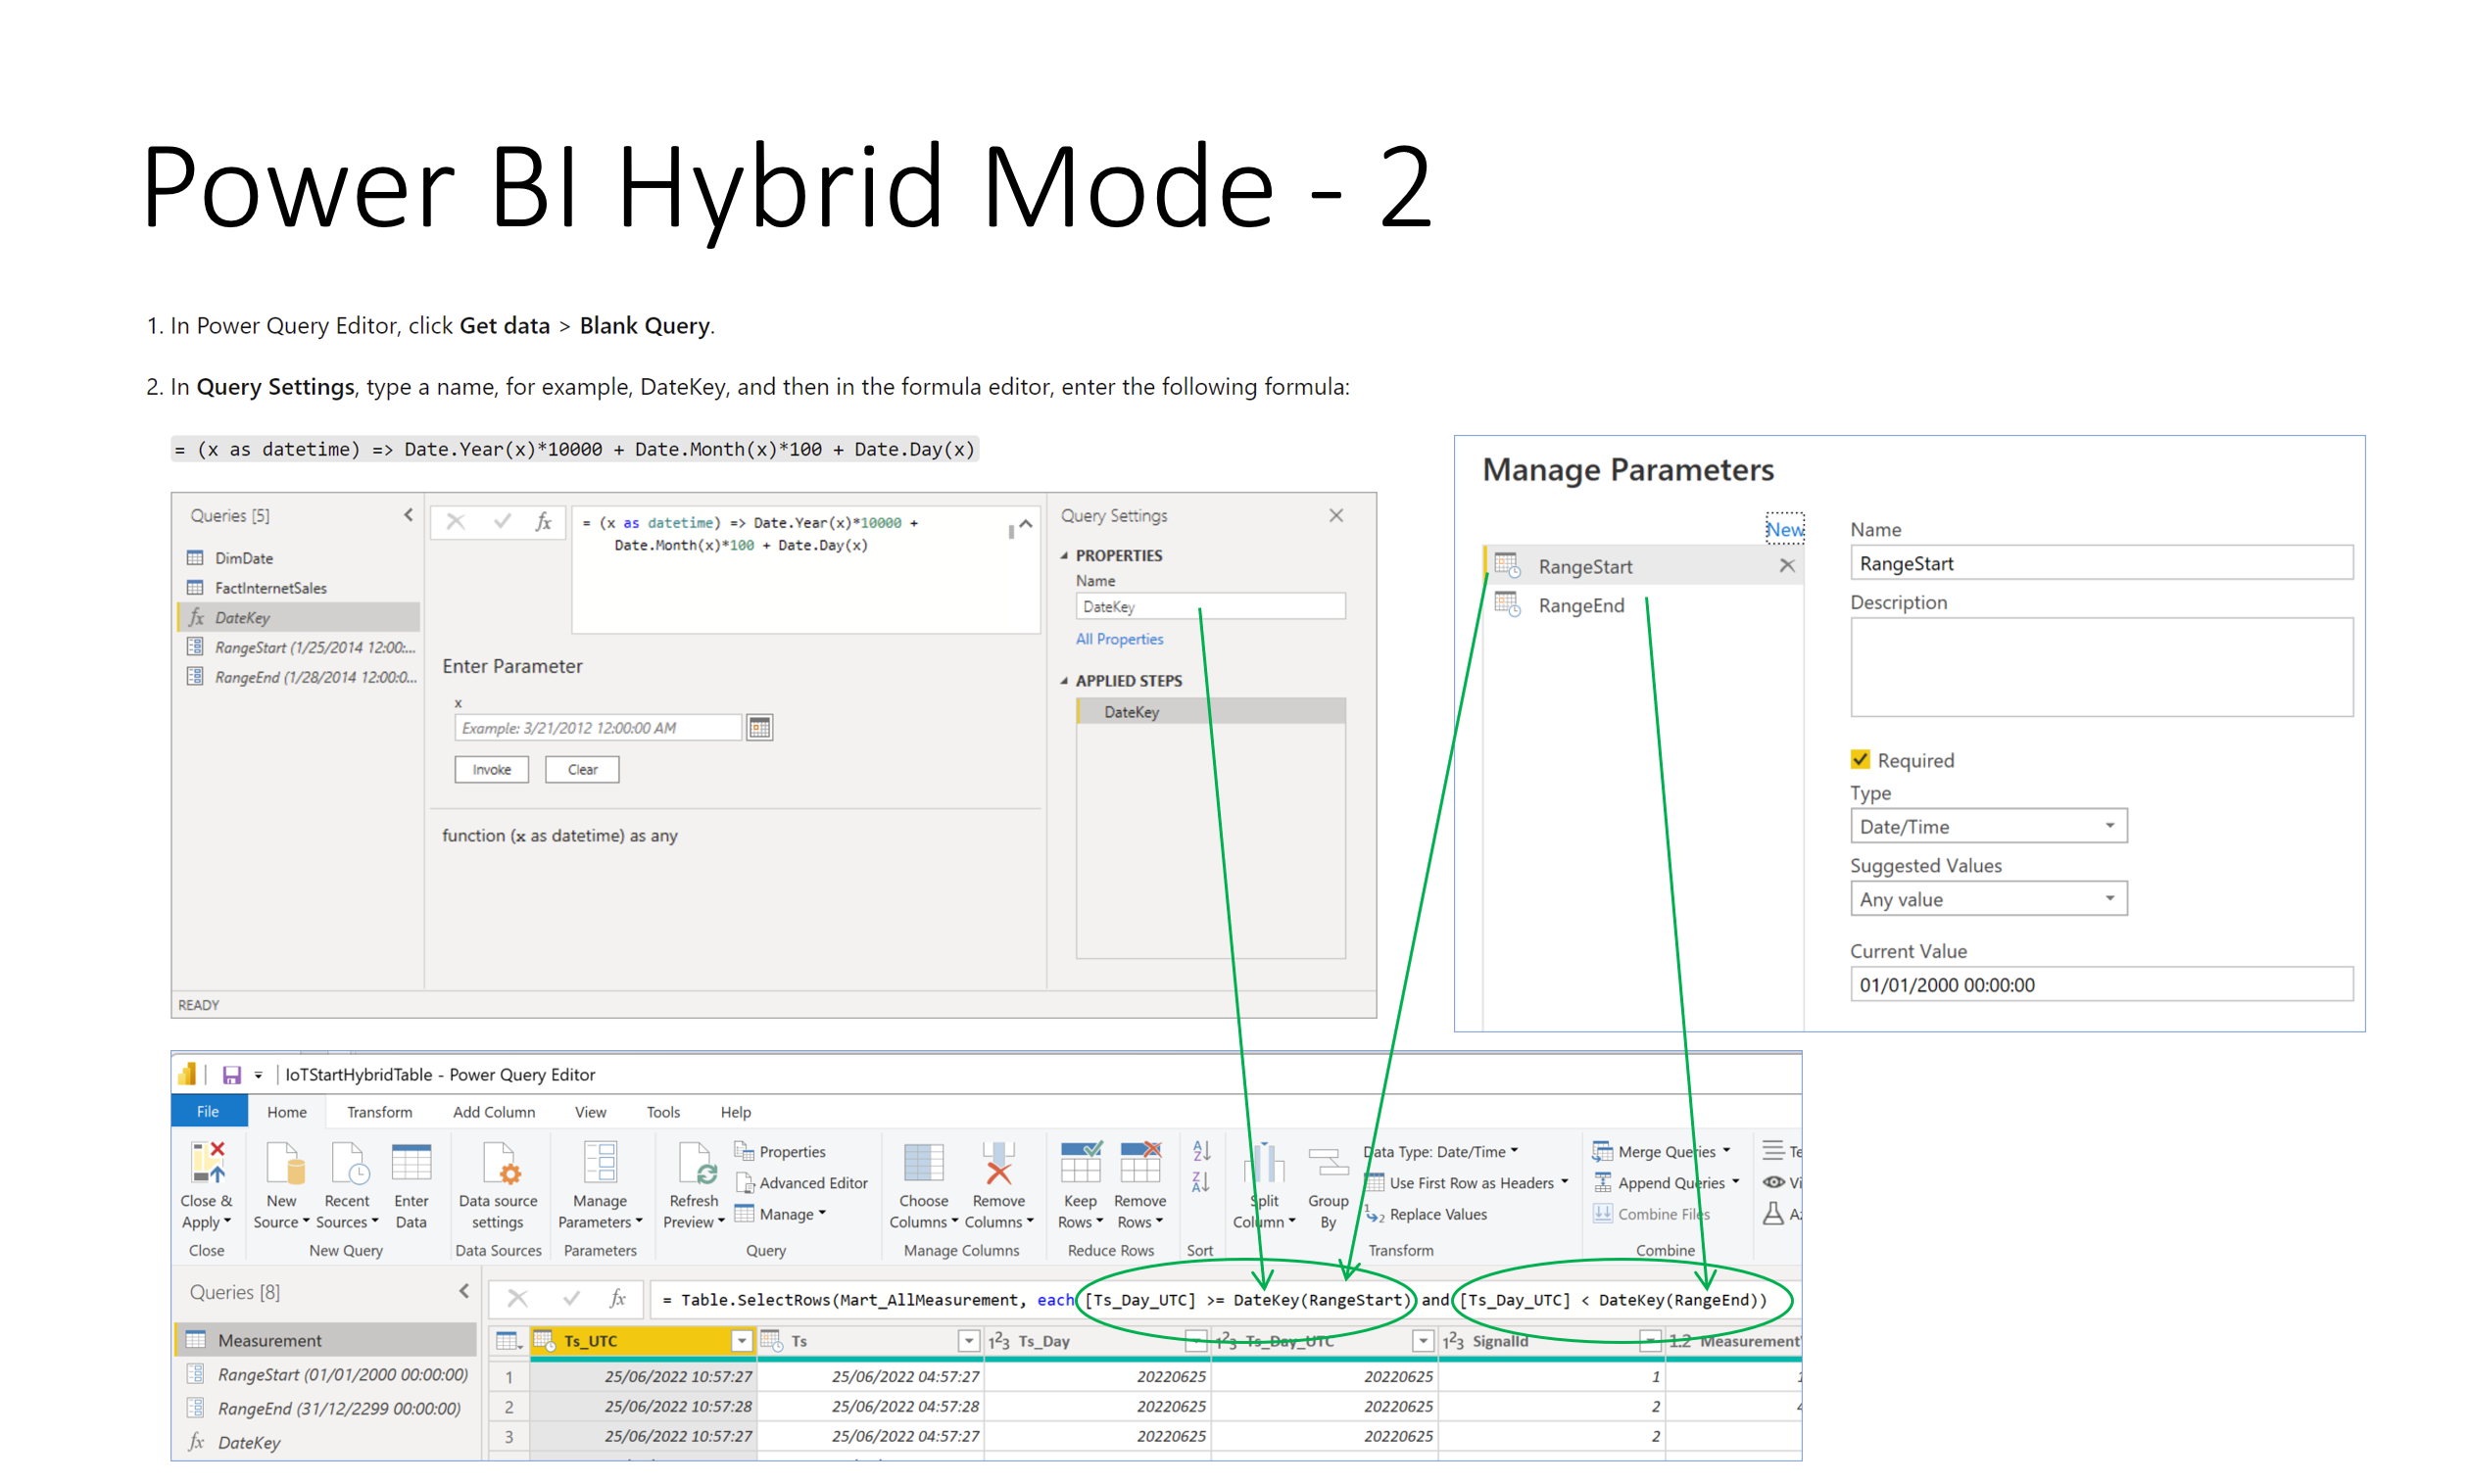 Power BI Hybrid Mode - 2
1. In Power Query Editor, click Get data > Blank Query.
2. In Query Settings, type a name, for example, DateKey, and then in the formula editor, enter the following formula:
= (x as datetime) => Date.Year(x)*10000 + Date.Month(x)*100 + Date.Day(x)
Queries [5]
DimDate
FactInternetSales
DateKey
RangeStart (1/25/2014 12:00:...
RangeEnd (1/28/2014 12:00:0...
fx
= (x as datetime) => Date.Year(x)*10000 +
Date.Month(x)*100 + Date.Day(x)
Enter Parameter
x
Example: 3/21/2012 12:00:00 AM
Invoke Clear
function (x as datetime) as any
Query Settings
PROPERTIES
Name
DateKey
All Properties
APPLIED STEPS
DateKey
READY
Manage Parameters
New
RangeStart
RangeEnd
Name
RangeStart
Description
Required
Type
Date/Time
Suggested Values
Any value
Current Value
01/01/2000 00:00:00
IoTStartHybridTable - Power Query Editor
File Home Transform Add Column View Tools Help
Close & Apply
Close
New Source
Recent Sources
Enter Data
New Query
Data source settings
Data Sources
Manage Parameters
Parameters
Refresh Preview
Properties
Advanced Editor
Manage
Query
Choose Columns
Remove Columns
Manage Columns
Keep Rows
Remove Rows
Reduce Rows
Sort
Split Column
Group By
Data Type: Date/Time
Use First Row as Headers
Replace Values
Transform
Merge Queries
Append Queries
Combine Files
Combine
Queries [8]
Measurement
RangeStart (01/01/2000 00:00:00)
RangeEnd (31/12/2299 00:00:00)
fx DateKey
fx = Table.SelectRows(Mart_AllMeasurement, each [Ts_Day_UTC] >= DateKey(RangeStart) and [Ts_Day_UTC] < DateKey(RangeEnd))
Ts_UTC Ts 123 Ts_Day 123 Ts_Day_UTC 123 SignalId 1.2 Measurement
1 25/06/2022 10:57:27 25/06/2022 04:57:27 20220625 20220625 1
2 25/06/2022 10:57:28 25/06/2022 04:57:28 20220625 20220625 2
3 25/06/2022 10:57:27 25/06/2022 04:57:27 20220625 20220625 2